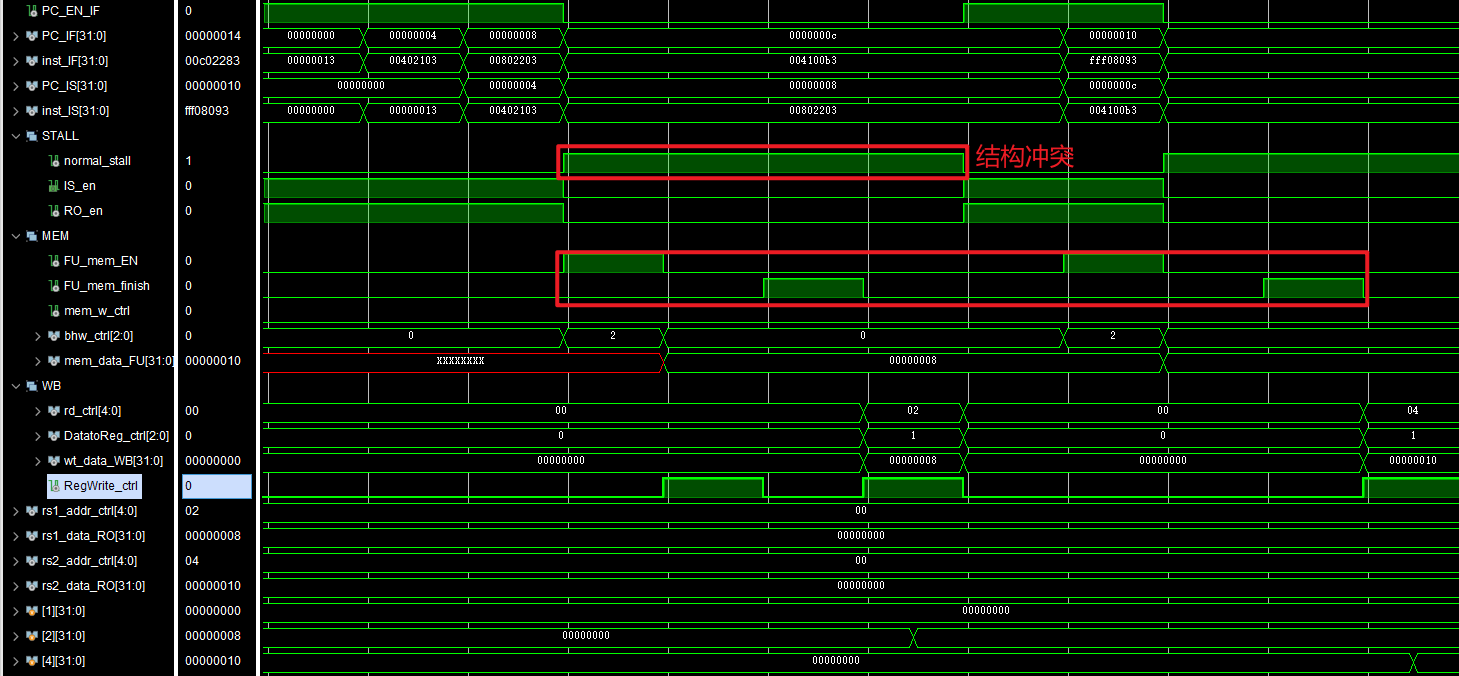 PC_EN_IF 0
PC_IF[31:0] 00000014 00000000 00000004 00000008 0000000c 00000010
inst_IF[31:0] 00c02283 00000013 00402103 00802203 004100b3 fff08093
PC_IS[31:0] 00000010 00000000 00000004 00000008 0000000c
inst_IS[31:0] fff08093 00000000 00000013 00402103 00802203 004100b3
STALL
normal_stall 1 结构冲突
IS_en 0
RO_en 0
MEM
FU_mem_EN 0
FU_mem_finish 0
mem_w_ctrl 0
bhw_ctrl[2:0] 0 0 2 0 2
mem_data_FU[31:0] 00000010 XXXXXXXX 00000008
WB
rd_ctrl[4:0] 00 00 02 00 04
DatatoReg_ctrl[2:0] 0 0 1 0 1
wt_data_WB[31:0] 00000000 00000000 00000008 00000000 00000010
RegWrite_ctrl 0
rs1_addr_ctrl[4:0] 02 00
rs1_data_RO[31:0] 00000008 00000000
rs2_addr_ctrl[4:0] 04 00
rs2_data_RO[31:0] 00000010 00000000
[1][31:0] 00000000 00000000
[2][31:0] 00000008 00000000
[4][31:0] 00000010 00000000